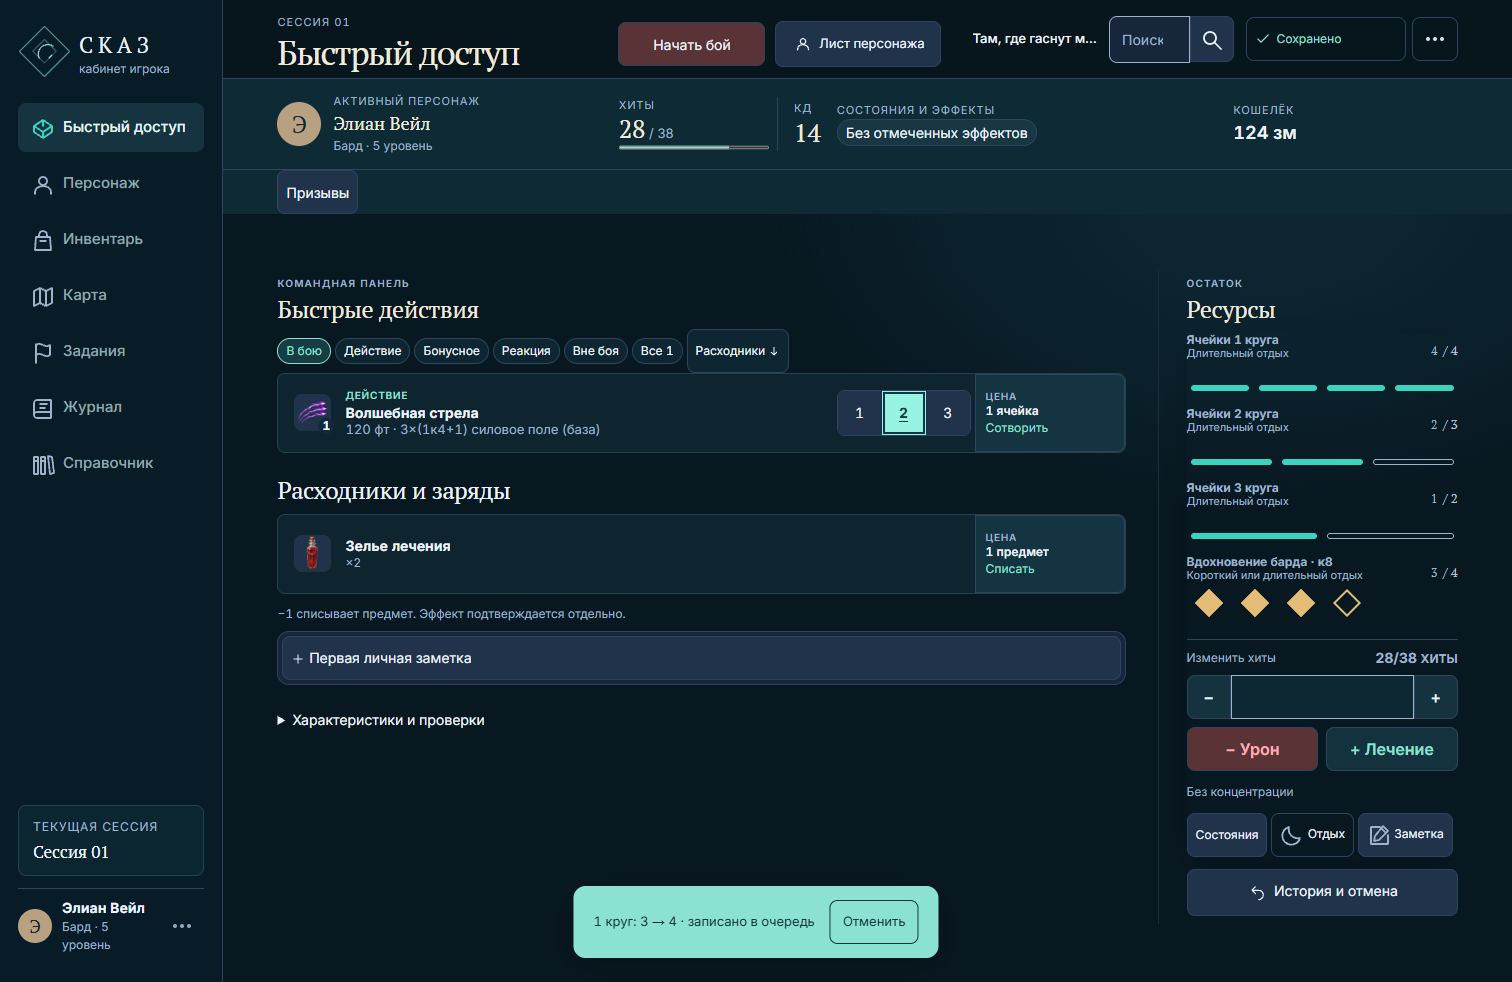 СКАЗ
кабинет игрока
Быстрый доступ
Персонаж
Инвентарь
Карта
Задания
Журнал
Справочник
ТЕКУЩАЯ СЕССИЯ
Сессия 01
Э
Элиан Вейл
Бард · 5
уровень
СЕССИЯ 01
Быстрый доступ
Начать бой
Лист персонажа
Там, где гаснут м...
Поиск
Сохранено
Э
АКТИВНЫЙ ПЕРСОНАЖ
Элиан Вейл
Бард · 5 уровень
ХИТЫ
28 / 38
КД
14
СОСТОЯНИЯ И ЭФФЕКТЫ
Без отмеченных эффектов
КОШЕЛЁК
124 зм
Призывы
КОМАНДНАЯ ПАНЕЛЬ
Быстрые действия
В бою
Действие
Бонусное
Реакция
Вне боя
Все 1
Расходники ↓
1
ДЕЙСТВИЕ
Волшебная стрела
120 фт · 3×(1к4+1) силовое поле (база)
1
2
3
ЦЕНА
1 ячейка
Сотворить
Расходники и заряды
Зелье лечения
×2
ЦЕНА
1 предмет
Списать
−1 списывает предмет. Эффект подтверждается отдельно.
+ Первая личная заметка
▶ Характеристики и проверки
ОСТАТОК
Ресурсы
Ячейки 1 круга
Длительный отдых
4 / 4
Ячейки 2 круга
Длительный отдых
2 / 3
Ячейки 3 круга
Длительный отдых
1 / 2
Вдохновение барда · к8
Короткий или длительный отдых
3 / 4
Изменить хиты
28/38 ХИТЫ
−
+
− Урон
+ Лечение
Без концентрации
Состояния
Отдых
Заметка
История и отмена
1 круг: 3 → 4 · записано в очередь
Отменить